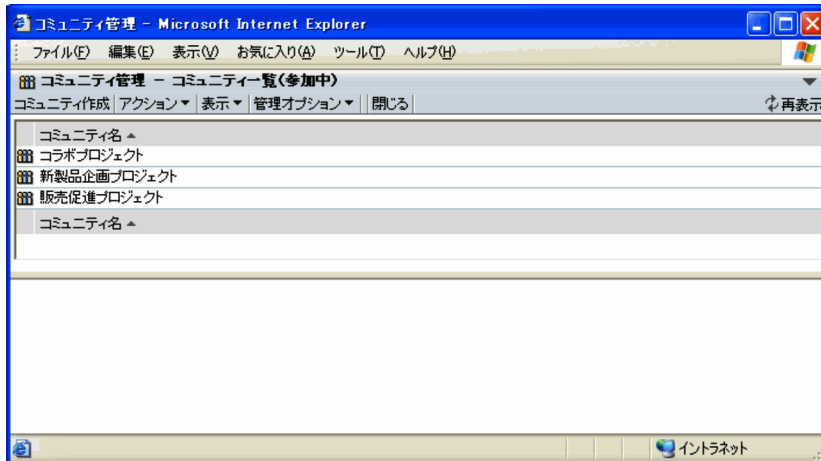 コミュニティ管理 - Microsoft Internet Explorer
ファイル(F) 編集(E) 表示(V) お気に入り(A) ツール(T) ヘルプ(H)
コミュニティ管理 - コミュニティ一覧(参加中)
コミュニティ作成 アクション▼ 表示▼ 管理オプション▼ 閉じる 再表示
コミュニティ名▲
コラボプロジェクト
新製品企画プロジェクト
販売促進プロジェクト
コミュニティ名▲
イントラネット